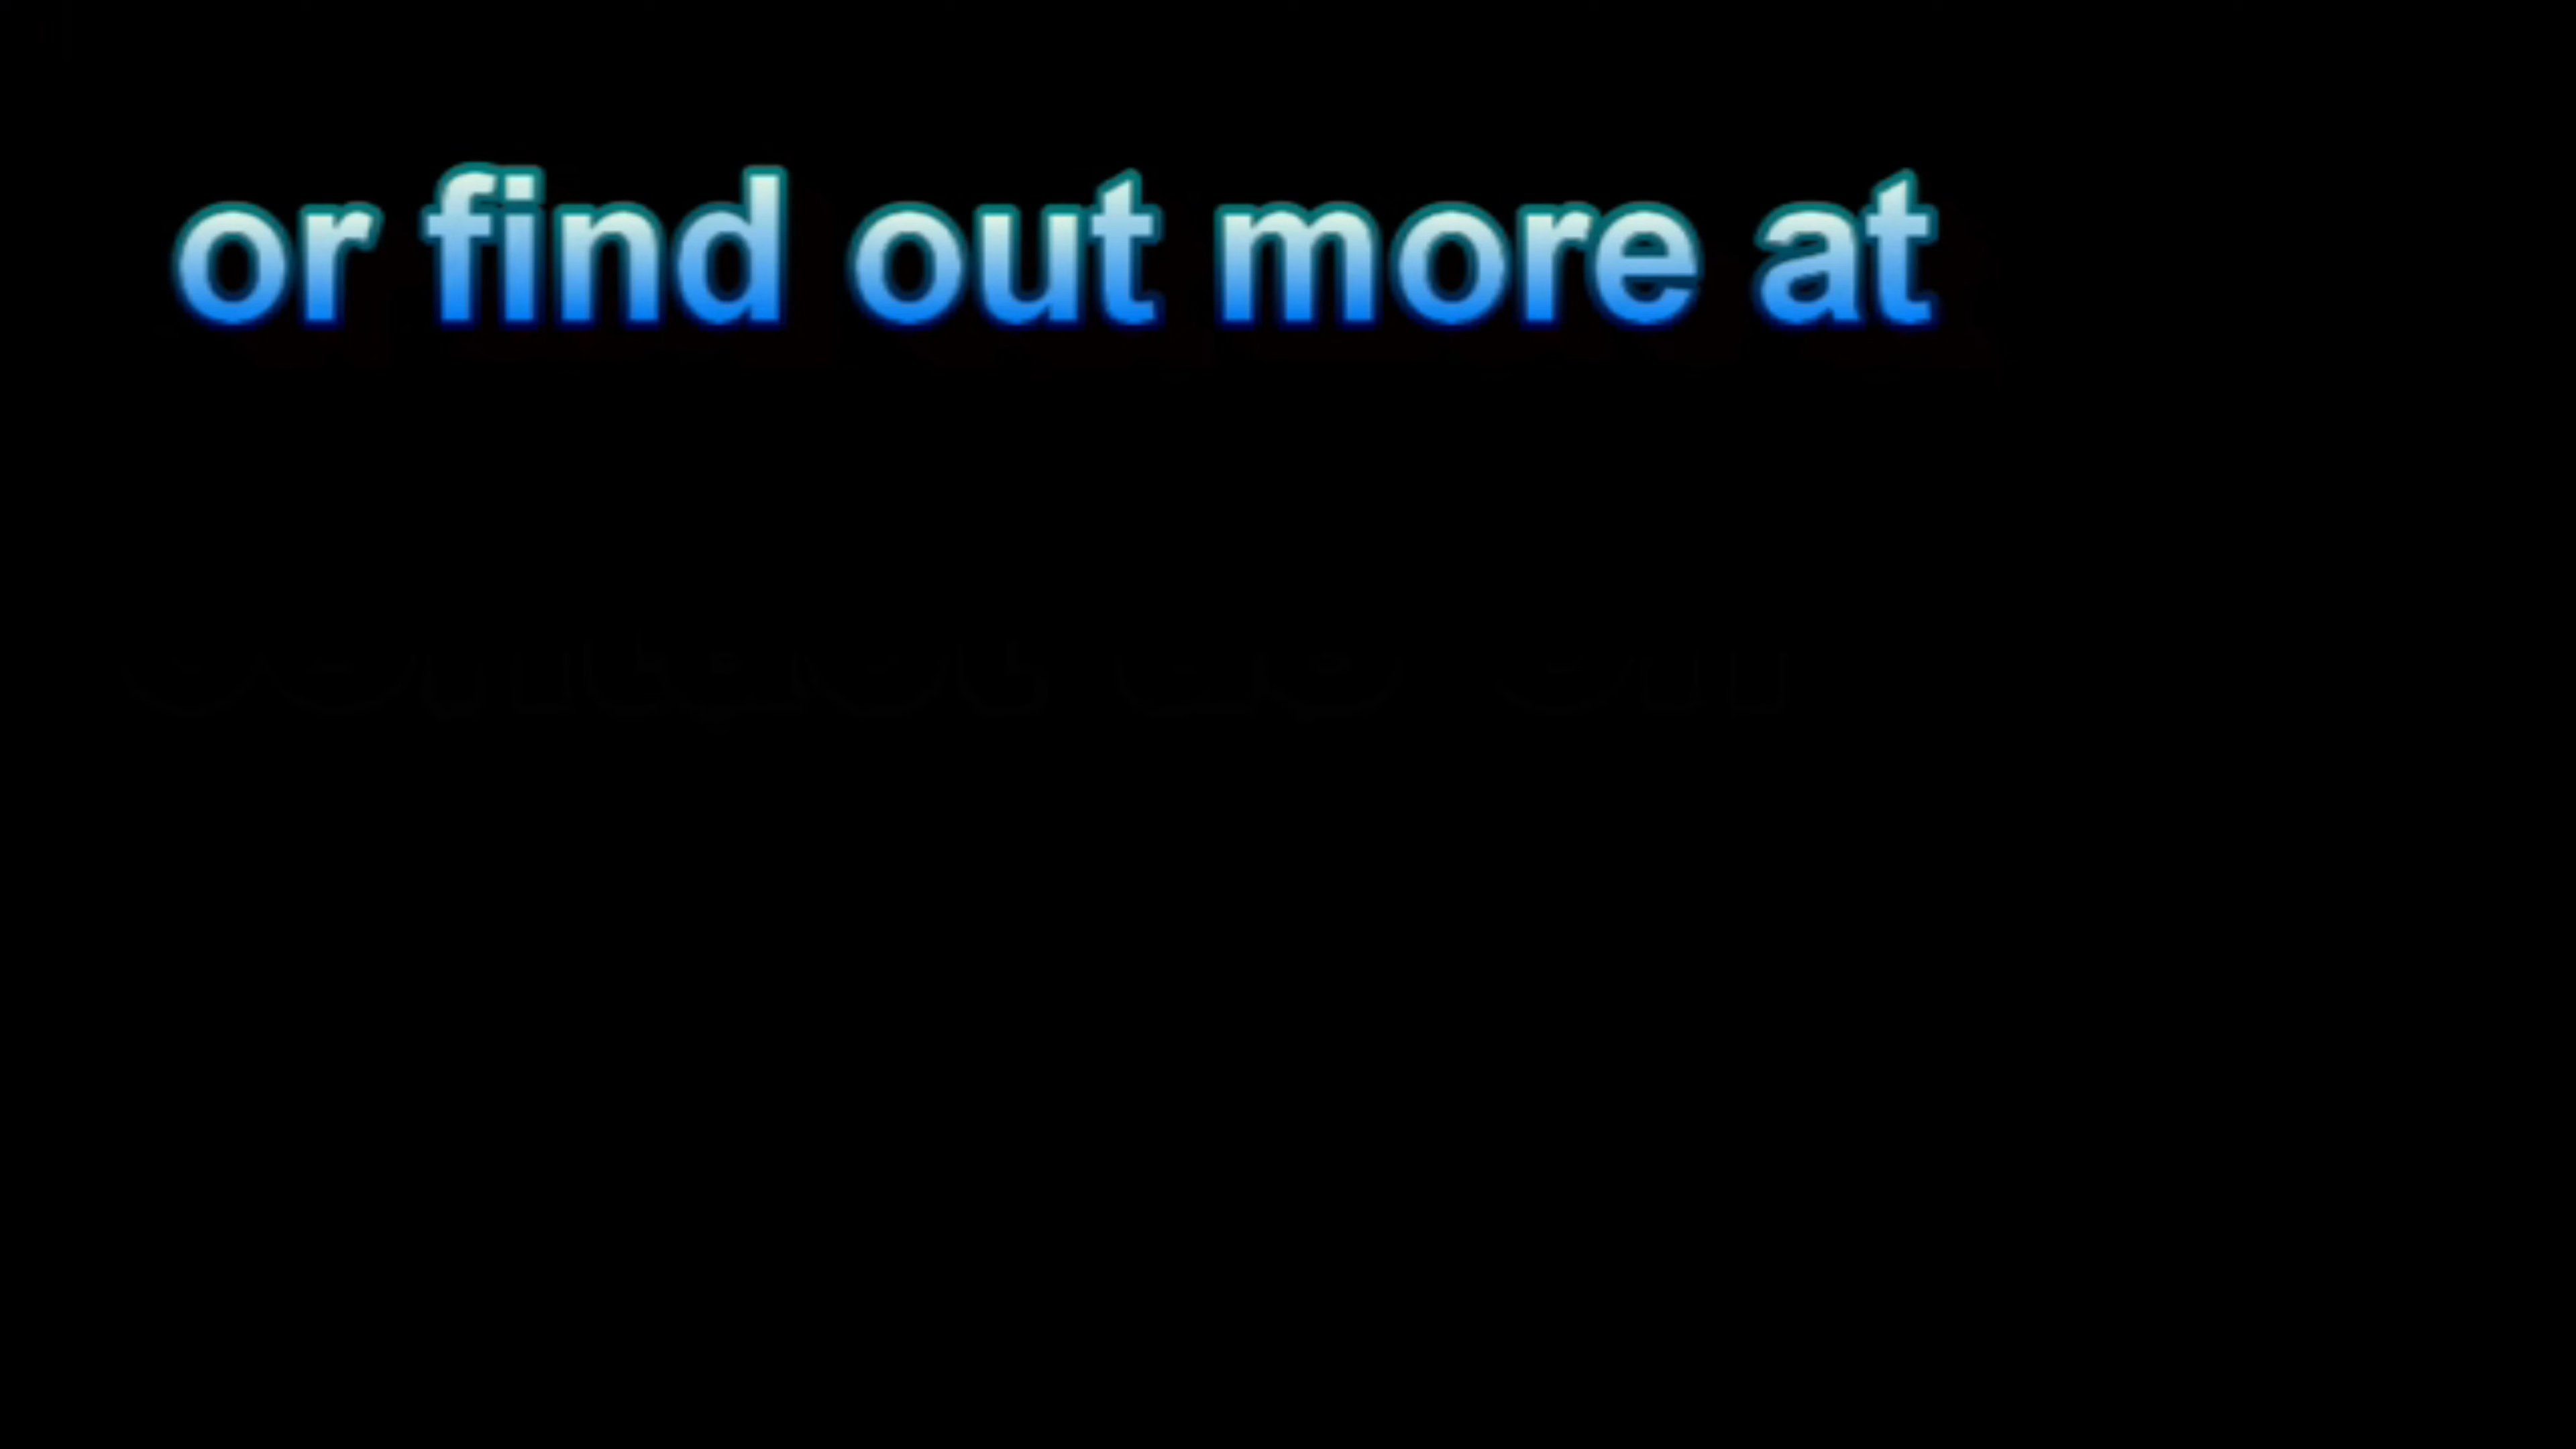 or find out more at